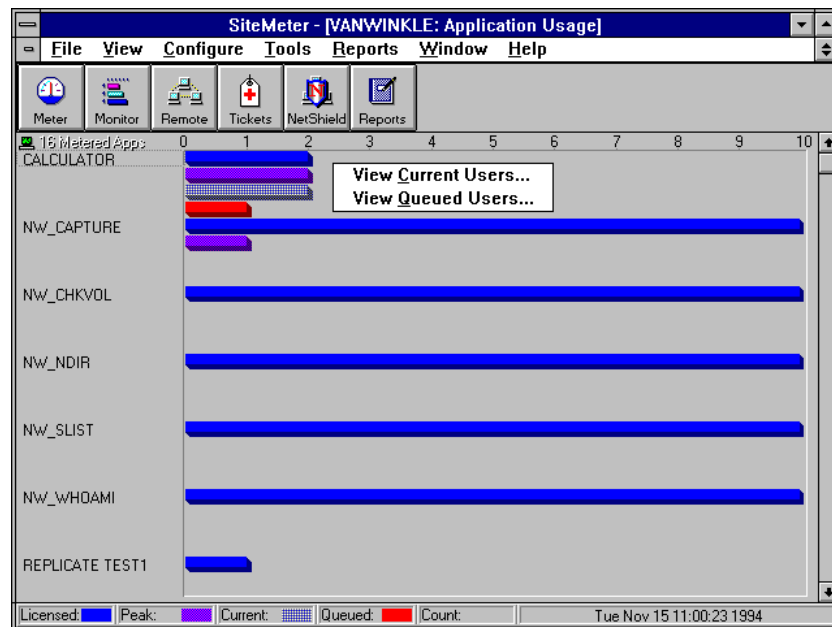 SiteMeter - [VANWINKLE: Application Usage]
File View Configure Tools Reports Window Help
Meter Monitor Remote Tickets NetShield Reports
16 Metered Apps 0 1 2 3 4 5 6 7 8 9 10
CALCULATOR
View Current Users...
View Queued Users...
NW_CAPTURE
NW_CHKVOL
NW_NDIR
NW_SLIST
NW_WHOAMI
REPLICATE TEST1
Licensed: Peak: Current: Queued: Count: Tue Nov 15 11:00:23 1994